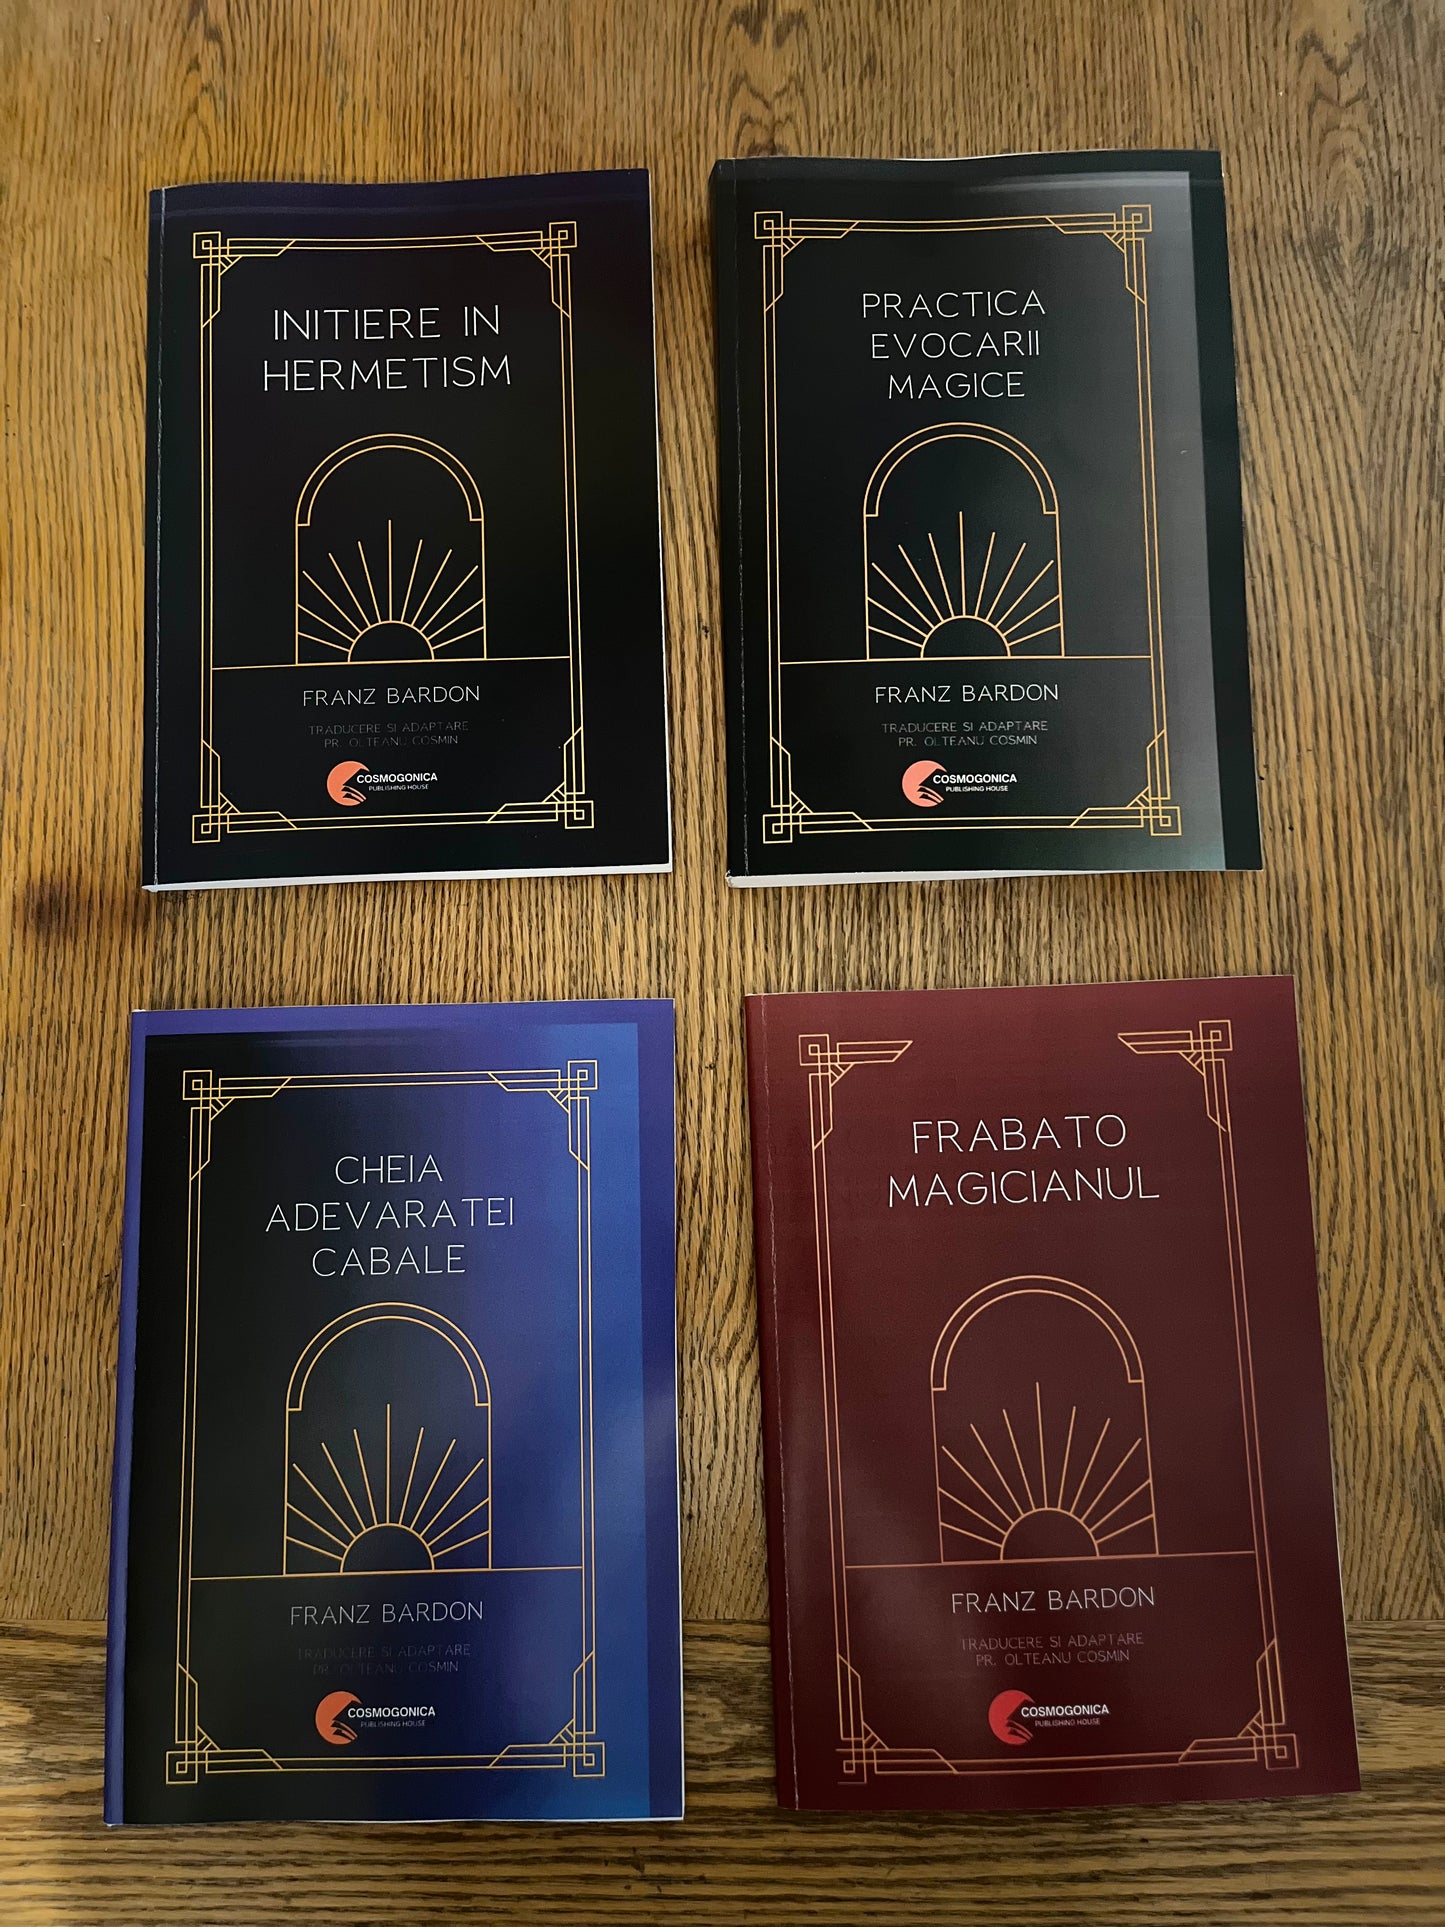 INITIERE IN
HERMETISM
FRANZ BARDON
TRADUCERE SI ADAPTARE
PR. OLTEANU COSMIN
COSMOGONICA
PUBLISHING HOUSE
PRACTICA
EVOCARII
MAGICE
FRANZ BARDON
TRADUCERE SI ADAPTARE
PR. OLTEANU COSMIN
COSMOGONICA
PUBLISHING HOUSE
CHEIA
ADEVARATEI
CABALE
FRANZ BARDON
TRADUCERE SI ADAPTARE
PR. OLTEANU COSMIN
COSMOGONICA
PUBLISHING HOUSE
FRABATO
MAGICIANUL
FRANZ BARDON
TRADUCERE SI ADAPTARE
PR. OLTEANU COSMIN
COSMOGONICA
PUBLISHING HOUSE